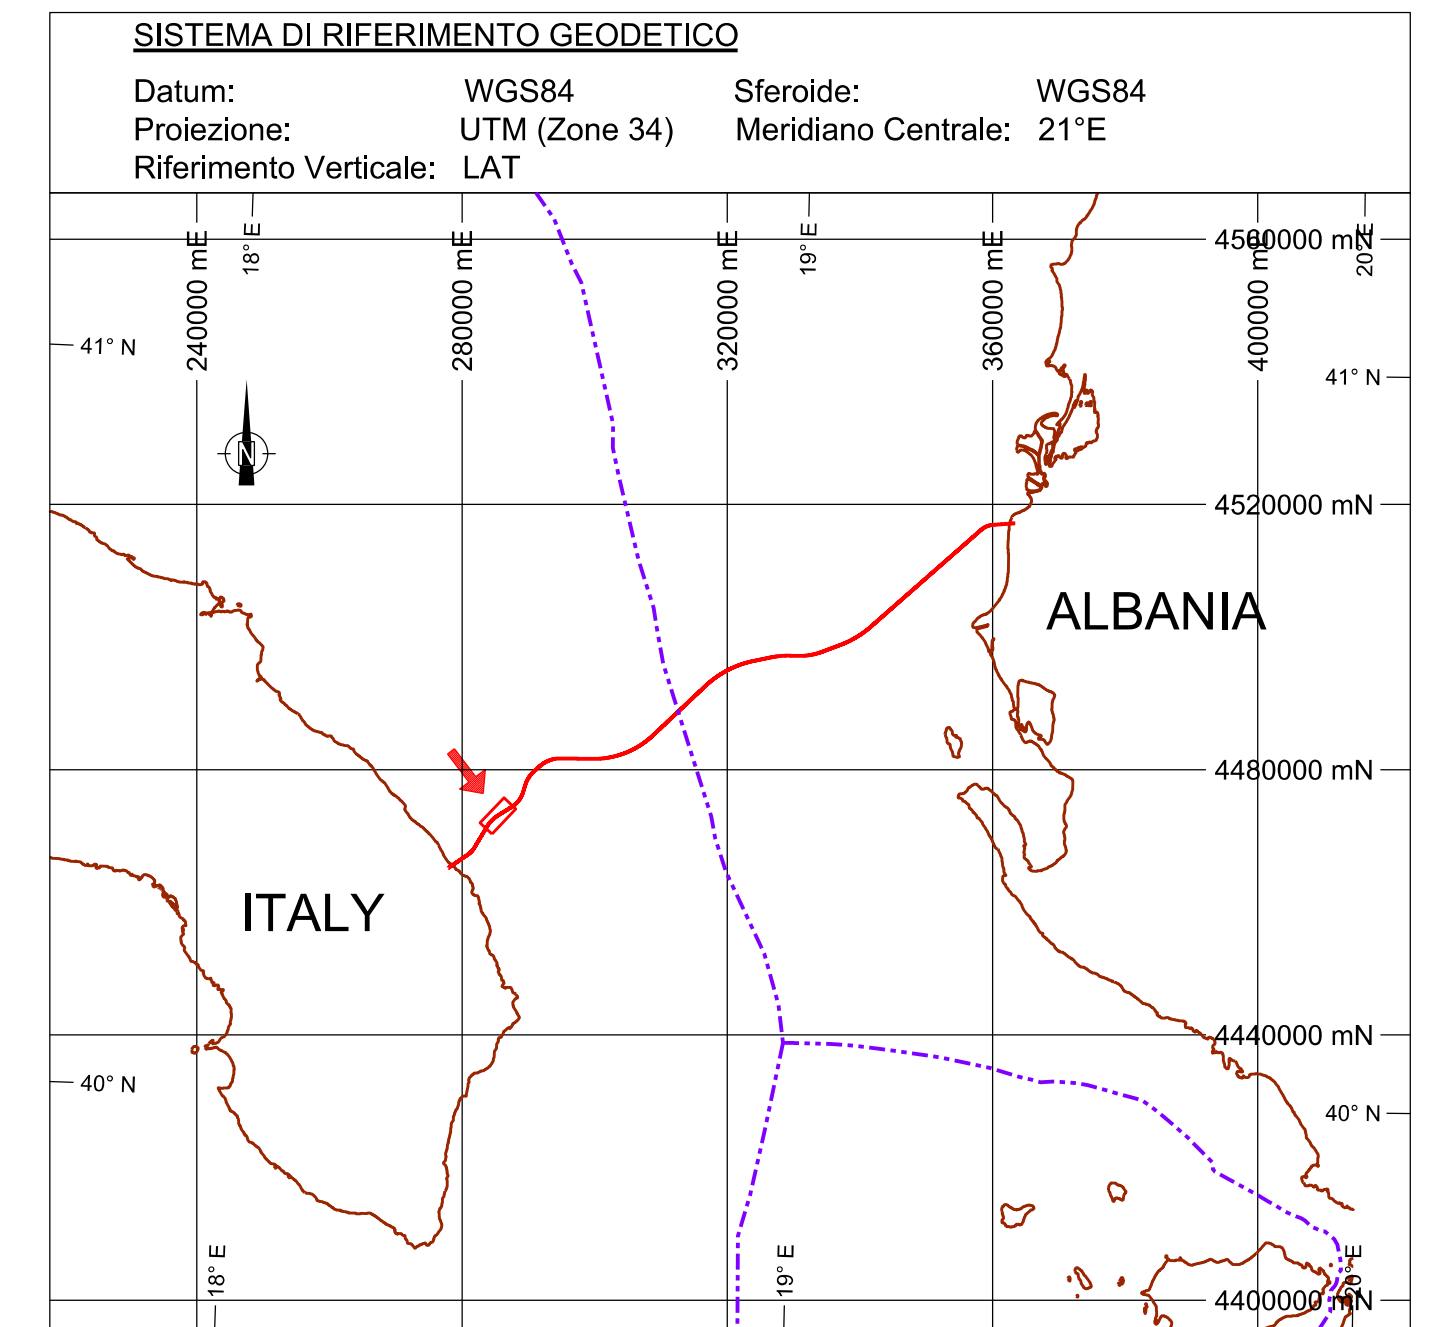 SISTEMA DI RIFERIMENTO GEODETICO
Datum: WGS84 Sferoide: WGS84
Proiezione: UTM (Zone 34) Meridiano Centrale: 21°E
Riferimento Verticale: LAT
240000 mE
18° E
280000 mE
320000 mE
19° E
360000 mE
400000 mE
20° E
4560000 mN
41° N
41° N
N
4520000 mN
ALBANIA
4480000 mN
ITALY
4440000 mN
40° N
40° N
18° E
19° E
20° E
4400000 mN